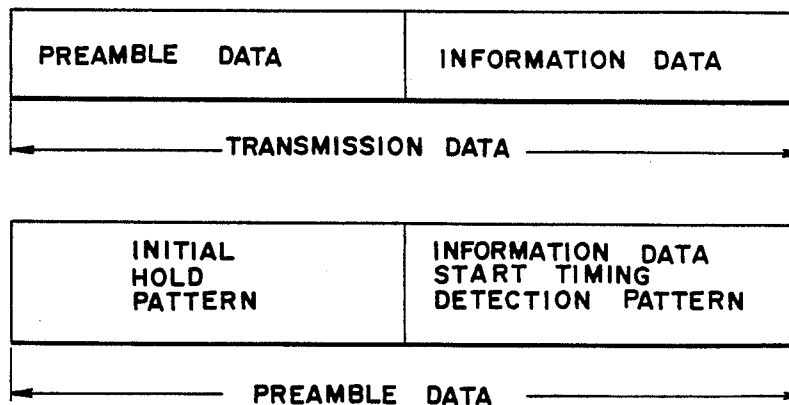 PREAMBLE DATA
INFORMATION DATA
TRANSMISSION DATA
INITIAL
HOLD
PATTERN
INFORMATION DATA
START TIMING
DETECTION PATTERN
PREAMBLE DATA